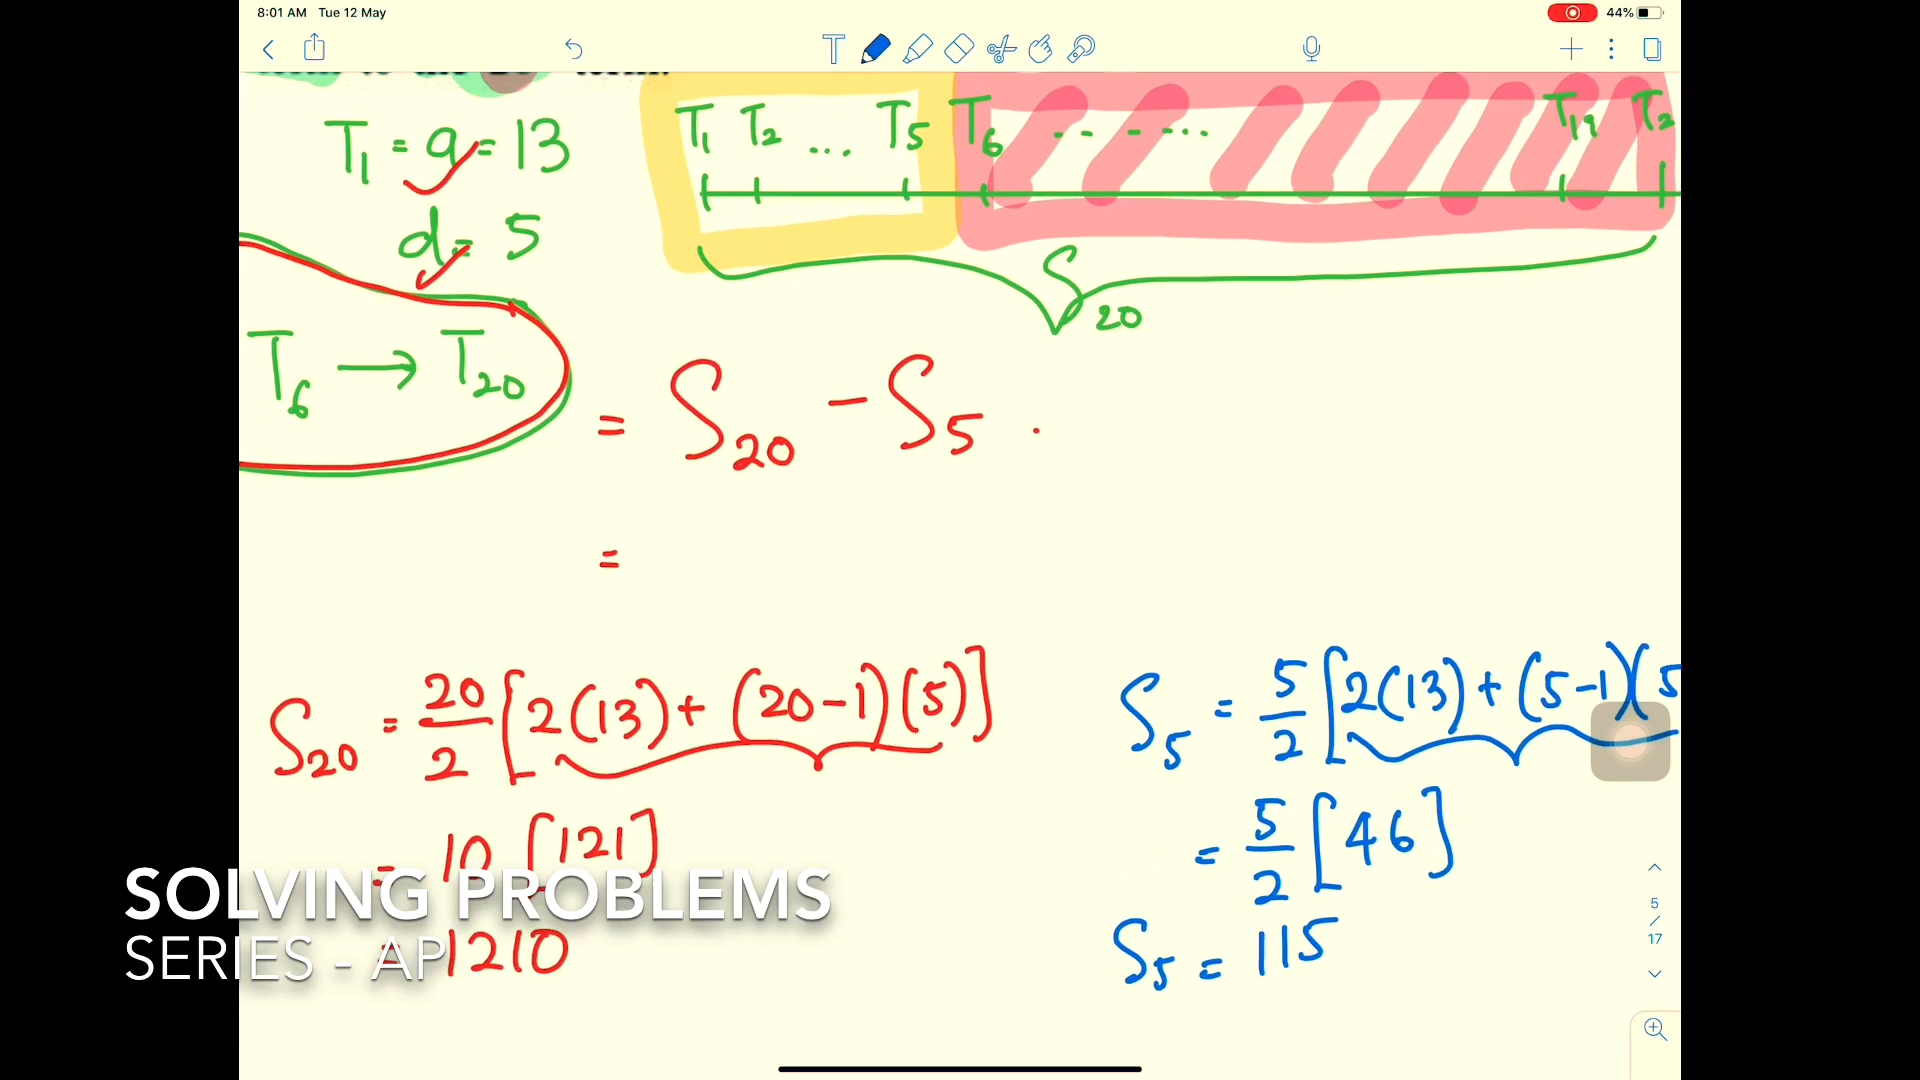 8:01 AM Tue 12 May
44%
T1 = a = 13
T1 T2 ... T5 T6 - - - - ... T19 T2
d = 5
S20
T6 → T20
= S20 - S5 .
=
S20 = 20/2 [2(13) + (20-1)(5)]
= 10 [121]
= 1210
S5 = 5/2 [2(13) + (5-1)(5
= 5/2 [46]
S5 = 115
SOLVING PROBLEMS
SERIES - AP
5
/
17